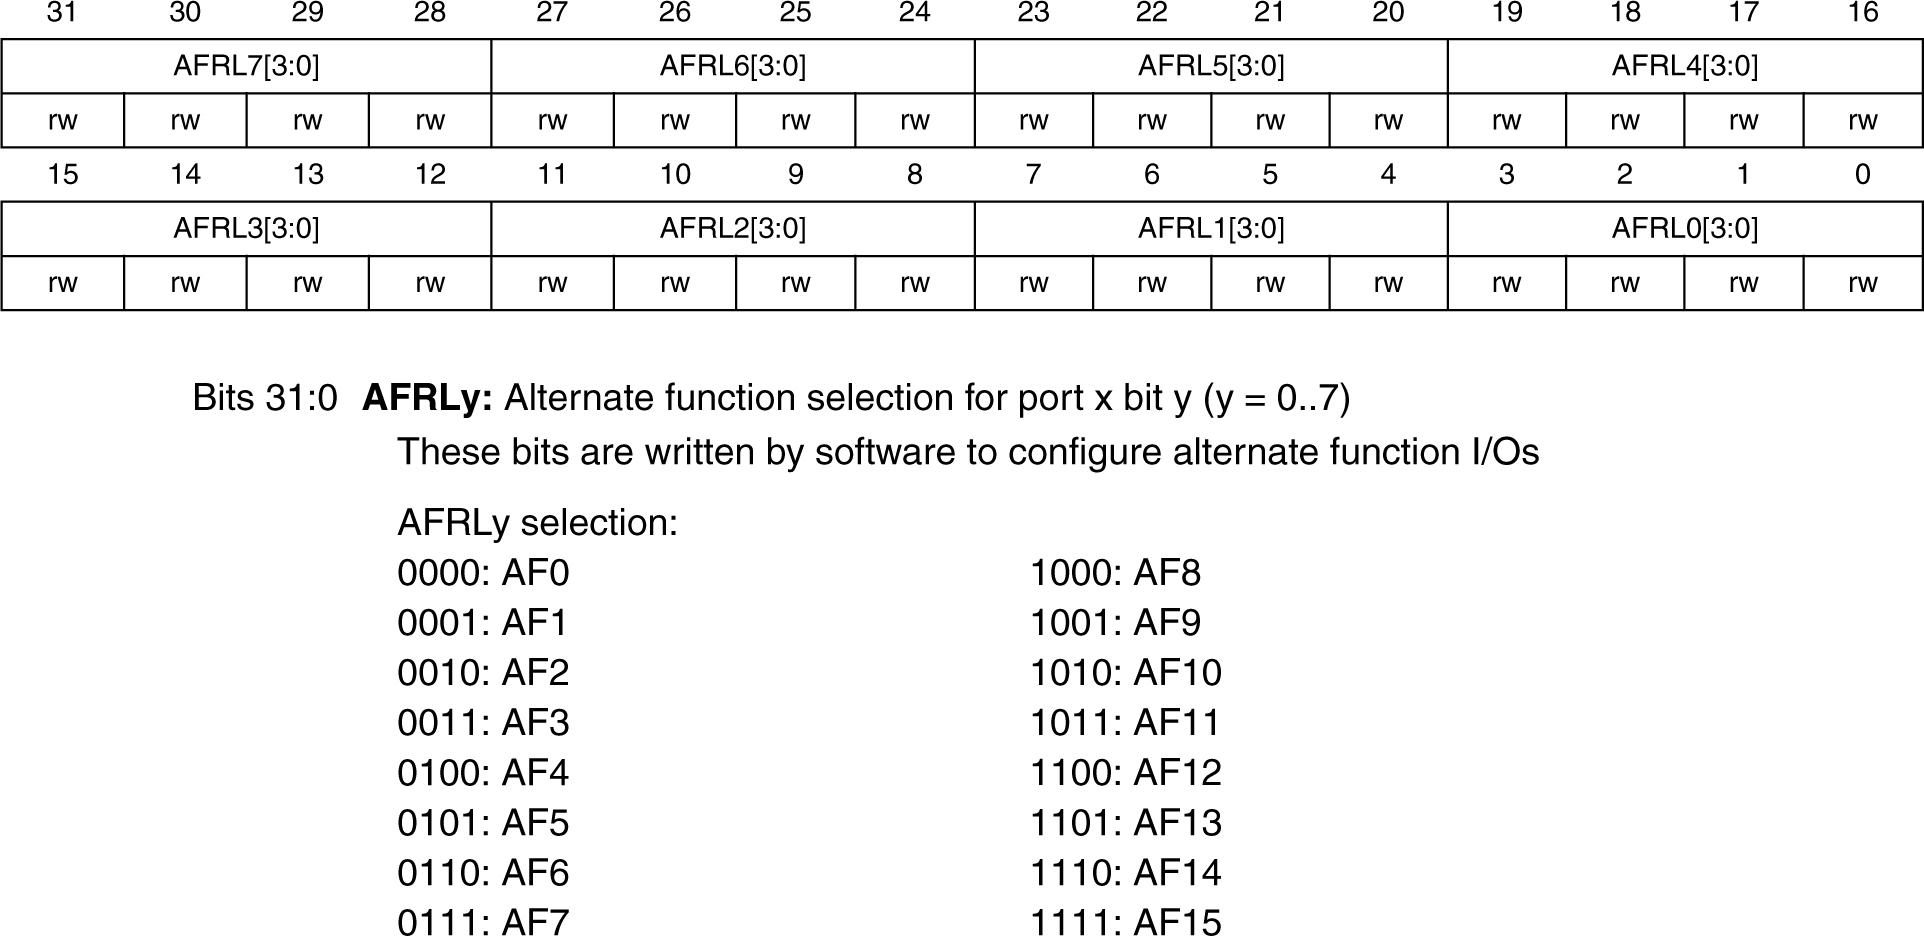 31 30 29 28 27 26 25 24 23 22 21 20 19 18 17 16
AFRL7[3:0] AFRL6[3:0] AFRL5[3:0] AFRL4[3:0]
rw rw rw rw rw rw rw rw rw rw rw rw rw rw rw rw
15 14 13 12 11 10 9 8 7 6 5 4 3 2 1 0
AFRL3[3:0] AFRL2[3:0] AFRL1[3:0] AFRL0[3:0]
rw rw rw rw rw rw rw rw rw rw rw rw rw rw rw rw
Bits 31:0 AFRLy: Alternate function selection for port x bit y (y = 0..7)
These bits are written by software to configure alternate function I/Os
AFRLy selection:
0000: AF0 1000: AF8
0001: AF1 1001: AF9
0010: AF2 1010: AF10
0011: AF3 1011: AF11
0100: AF4 1100: AF12
0101: AF5 1101: AF13
0110: AF6 1110: AF14
0111: AF7 1111: AF15